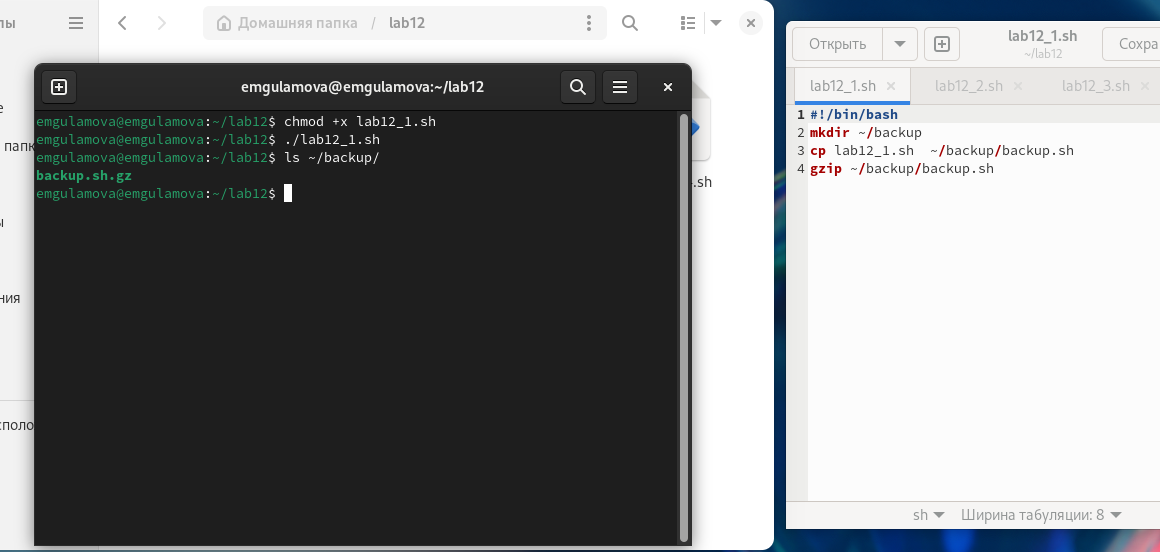 Домашняя папка / lab12
emgulamova@emgulamova:~/lab12
emgulamova@emgulamova:~/lab12$ chmod +x lab12_1.sh
emgulamova@emgulamova:~/lab12$ ./lab12_1.sh
emgulamova@emgulamova:~/lab12$ ls ~/backup/
backup.sh.gz
emgulamova@emgulamova:~/lab12$
.sh
Открыть
lab12_1.sh
~/lab12
Сохра
lab12_1.sh
lab12_2.sh
lab12_3.sh
1 #!/bin/bash
2 mkdir ~/backup
3 cp lab12_1.sh  ~/backup/backup.sh
4 gzip ~/backup/backup.sh
sh
Ширина табуляции: 8